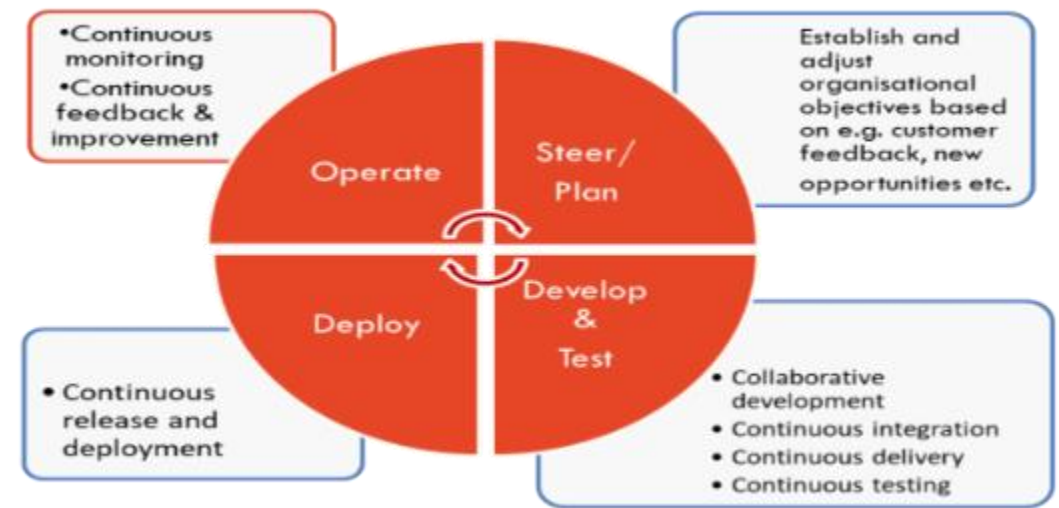 •Continuous
monitoring
•Continuous
feedback &
improvement
Establish and
adjust
organisational
objectives based
on e.g. customer
feedback, new
opportunities etc.
Operate
Steer/
Plan
Deploy
Develop
&
Test
• Continuous
release and
deployment
• Collaborative
development
• Continuous integration
• Continuous delivery
• Continuous testing